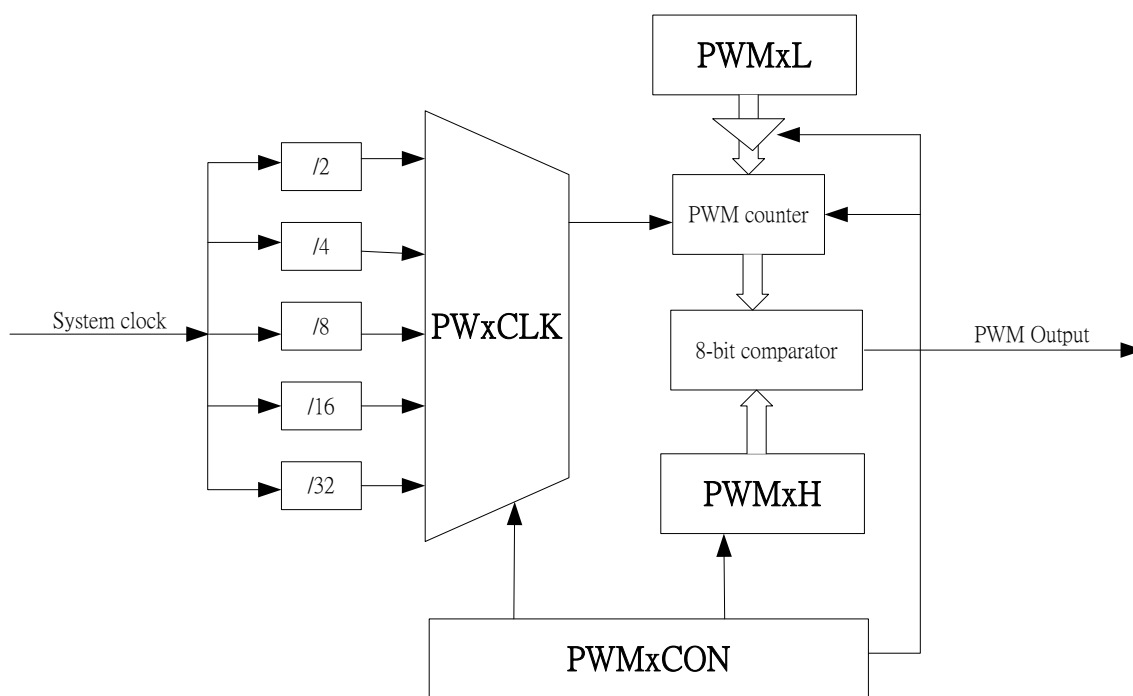 PWMxL
/2
PWM counter
/4
System clock
/8
PWxCLK
8-bit comparator
PWM Output
/16
/32
PWMxH
PWMxCON